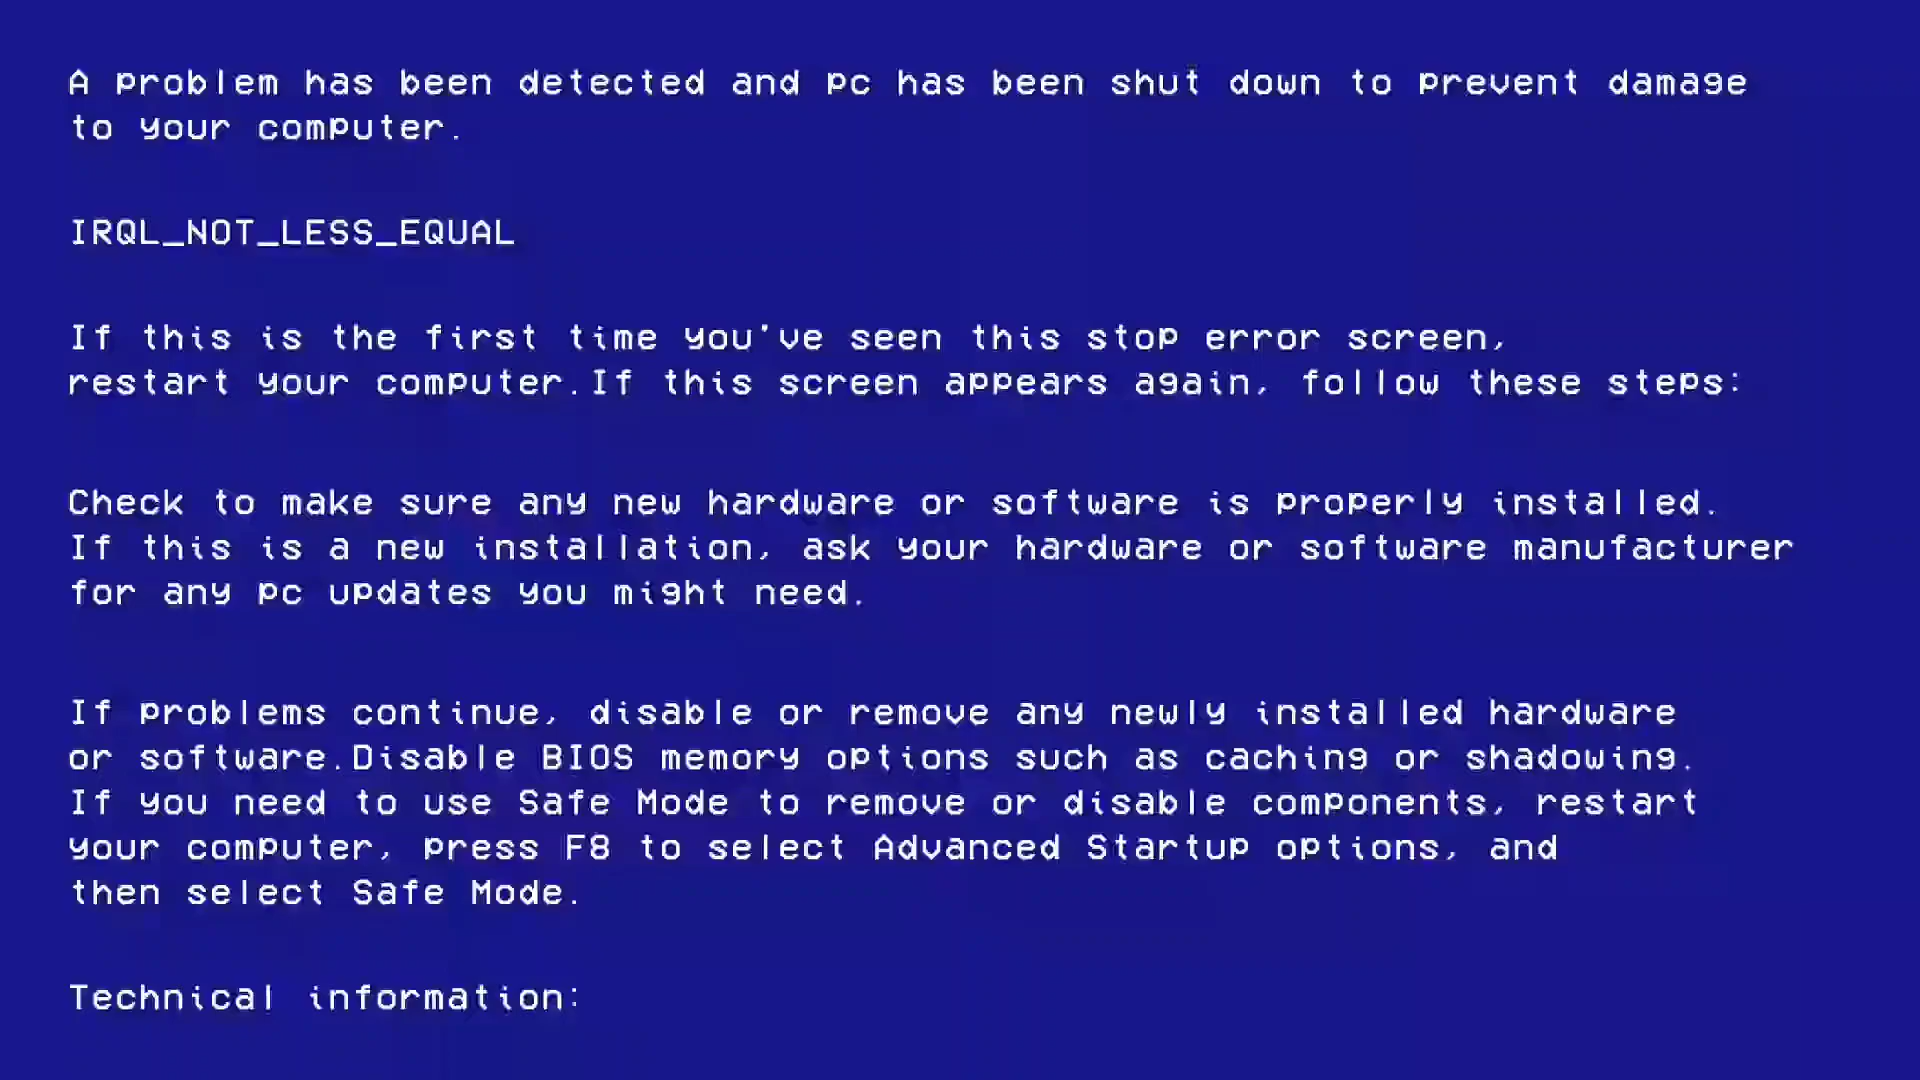 A problem has been detected and pc has been shut down to prevent damage
to your computer.
IRQL_NOT_LESS_EQUAL
If this is the first time you've seen this stop error screen,
restart your computer.If this screen appears again, follow these steps:
Check to make sure any new hardware or software is properly installed.
If this is a new installation, ask your hardware or software manufacturer
for any pc updates you might need.
If problems continue, disable or remove any newly installed hardware
or software.Disable BIOS memory options such as caching or shadowing.
If you need to use Safe Mode to remove or disable components, restart
your computer, press F8 to select Advanced Startup options, and
then select Safe Mode.
Technical information: